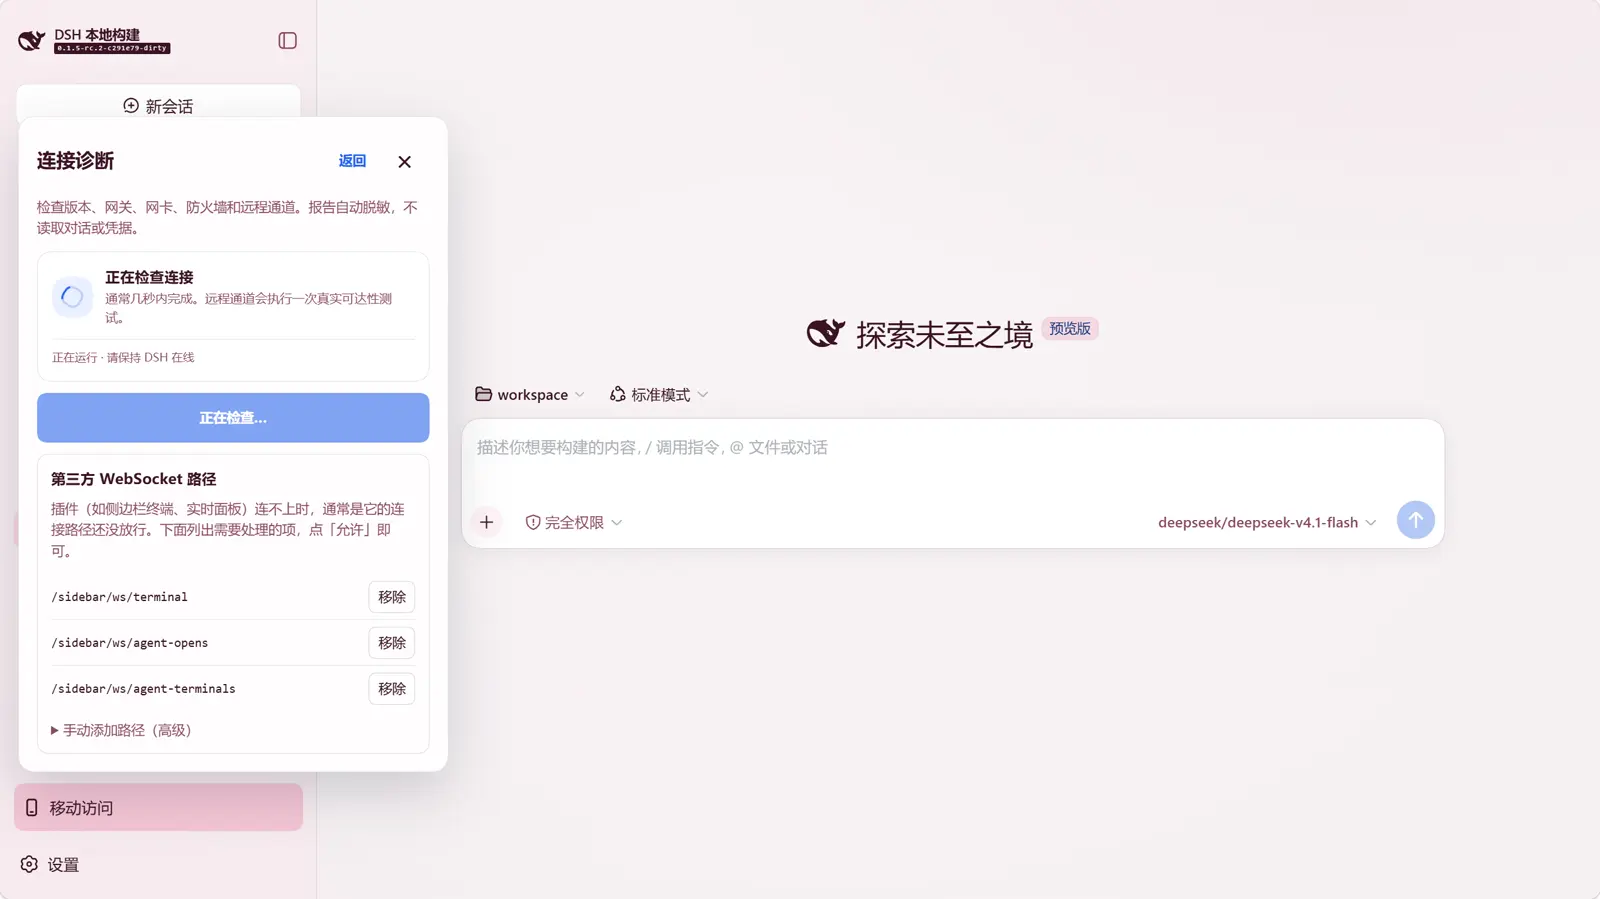 DSH 本地构建
0.1.5-rc.2-c291e79-dirty
新会话
连接诊断
返回
检查版本、网关、网卡、防火墙和远程通道。报告自动脱敏，不
读取对话或凭据。
正在检查连接
通常几秒内完成。远程通道会执行一次真实可达性测
试。
正在运行 · 请保持 DSH 在线
正在检查...
第三方 WebSocket 路径
插件（如侧边栏终端、实时面板）连不上时，通常是它的连
接路径还没放行。下面列出需要处理的项，点「允许」即
可。
/sidebar/ws/terminal
移除
/sidebar/ws/agent-opens
移除
/sidebar/ws/agent-terminals
移除
手动添加路径（高级）
移动访问
设置
探索未至之境
预览版
workspace
标准模式
描述你想要构建的内容, / 调用指令, @ 文件或对话
完全权限
deepseek/deepseek-v4.1-flash